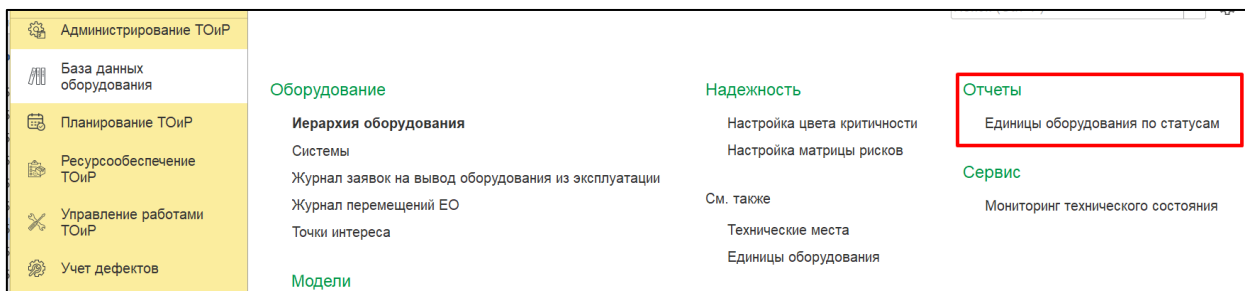 Администрирование ТОиР
База данных
оборудования
Планирование ТОиР
Ресурсообеспечение
ТОиР
Управление работами
ТОиР
Учет дефектов
Оборудование
Иерархия оборудования
Системы
Журнал заявок на вывод оборудования из эксплуатации
Журнал перемещений ЕО
Точки интереса
Модели
Надежность
Настройка цвета критичности
Настройка матрицы рисков
См. также
Технические места
Единицы оборудования
Отчеты
Единицы оборудования по статусам
Сервис
Мониторинг технического состояния